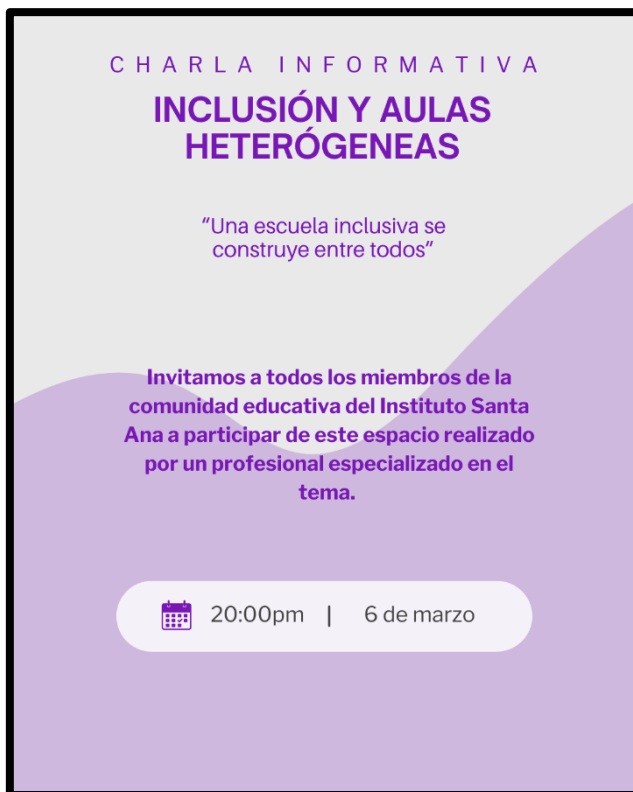 CHARLA INFORMATIVA
INCLUSIÓN Y AULAS
HETERÓGENEAS
“Una escuela inclusiva se
construye entre todos”
Invitamos a todos los miembros de la
comunidad educativa del Instituto Santa
Ana a participar de este espacio realizado
por un profesional especializado en el
tema.
20:00pm | 6 de marzo